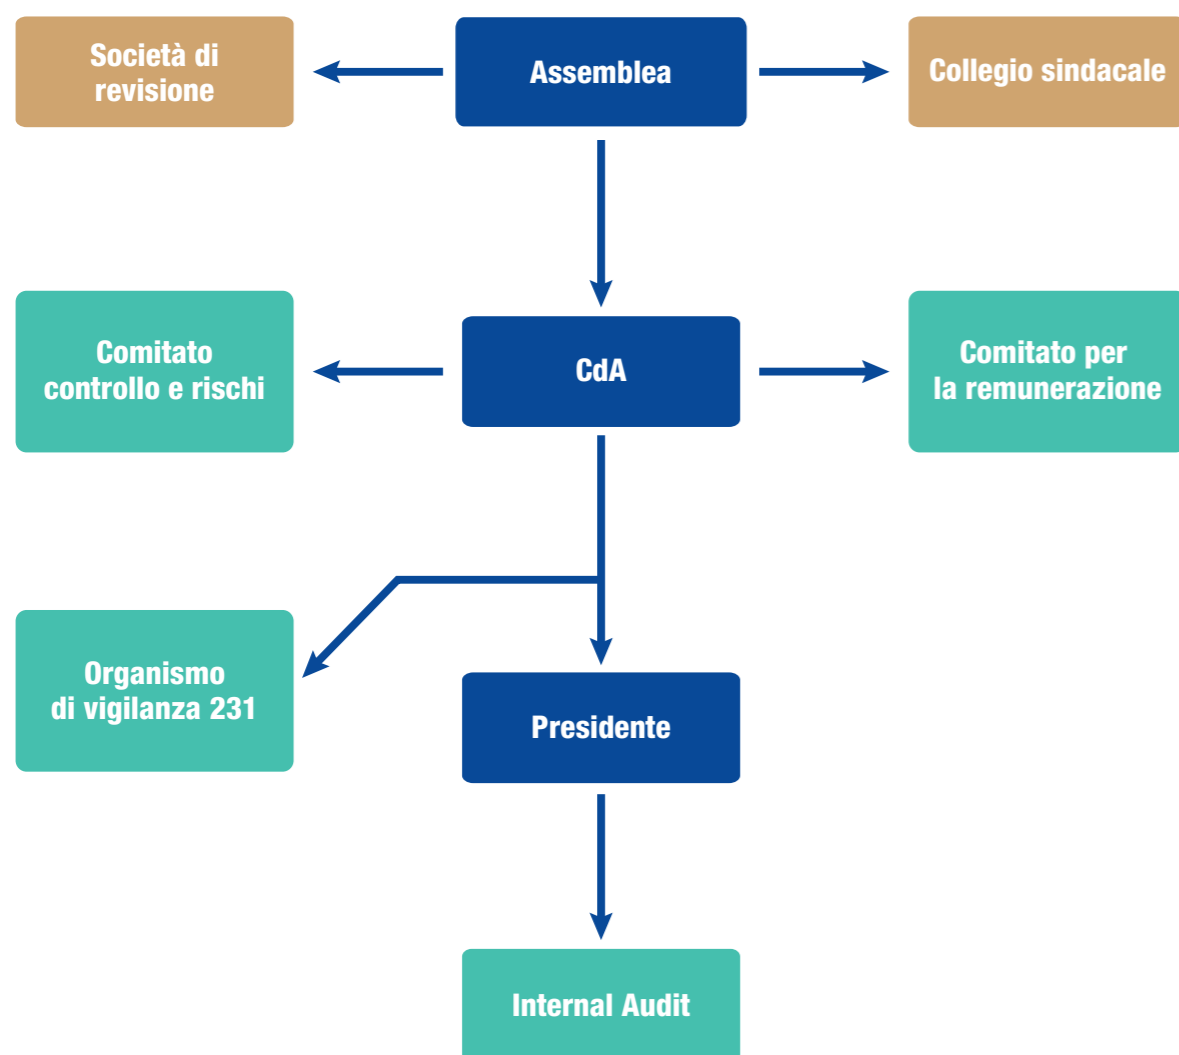 Società di
revisione
Assemblea
Collegio sindacale
Comitato
controllo e rischi
CdA
Comitato per
la remunerazione
Organismo
di vigilanza 231
Presidente
Internal Audit